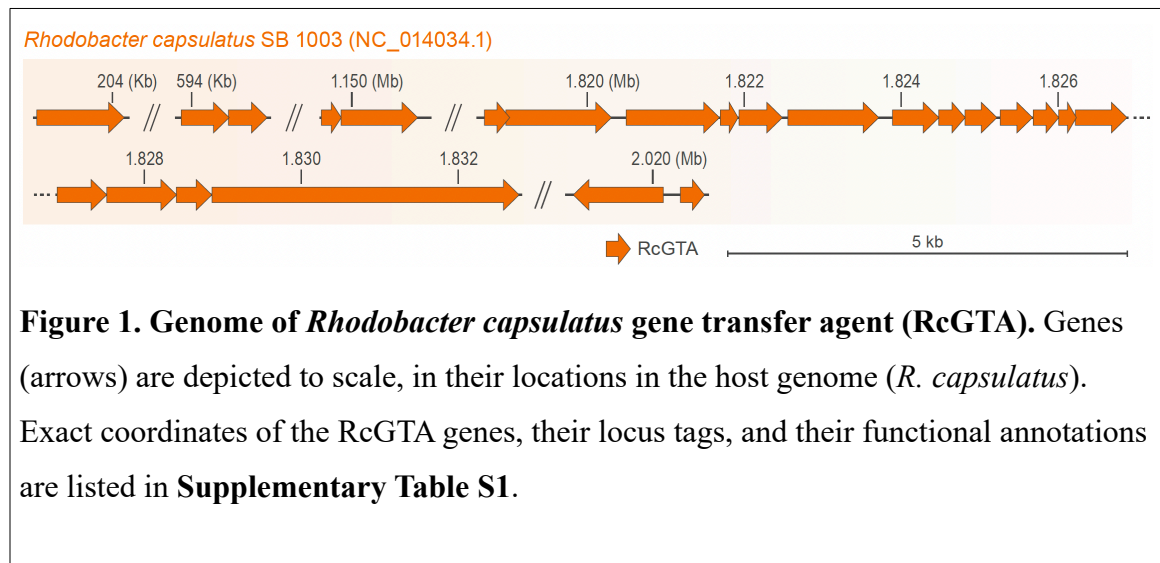 Rhodobacter capsulatus SB 1003 (NC_014034.1)
204 (Kb) 594 (Kb) 1.150 (Mb) 1.820 (Mb) 1.822 1.824 1.826
1.828 1.830 1.832 2.020 (Mb)
RcGTA 5 kb
Figure 1. Genome of Rhodobacter capsulatus gene transfer agent (RcGTA). Genes
(arrows) are depicted to scale, in their locations in the host genome (R. capsulatus).
Exact coordinates of the RcGTA genes, their locus tags, and their functional annotations
are listed in Supplementary Table S1.